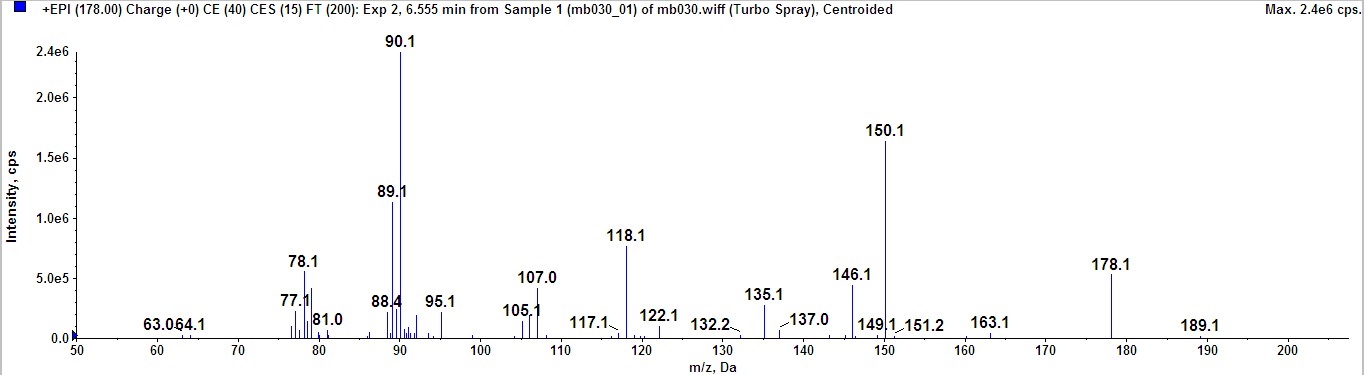 +EPI (178.00) Charge (+0) CE (40) CES (15) FT (200): Exp 2, 6.555 min from Sample 1 (mb030_01) of mb030.wiff (Turbo Spray), Centroided Max. 2.4e6 cps.
90.1
2.4e6
2.0e6
150.1
1.5e6
89.1
1.0e6
118.1
78.1 178.1
107.0 146.1
5.0e5
77.1 88.4 95.1 135.1
81.0 105.1 122.1
63.0 64.1 117.1 132.2 137.0 149.1 151.2 163.1 189.1
0.0
50 60 70 80 90 100 110 120 130 140 150 160 170 180 190 200
m/z, Da
Intensity, cps